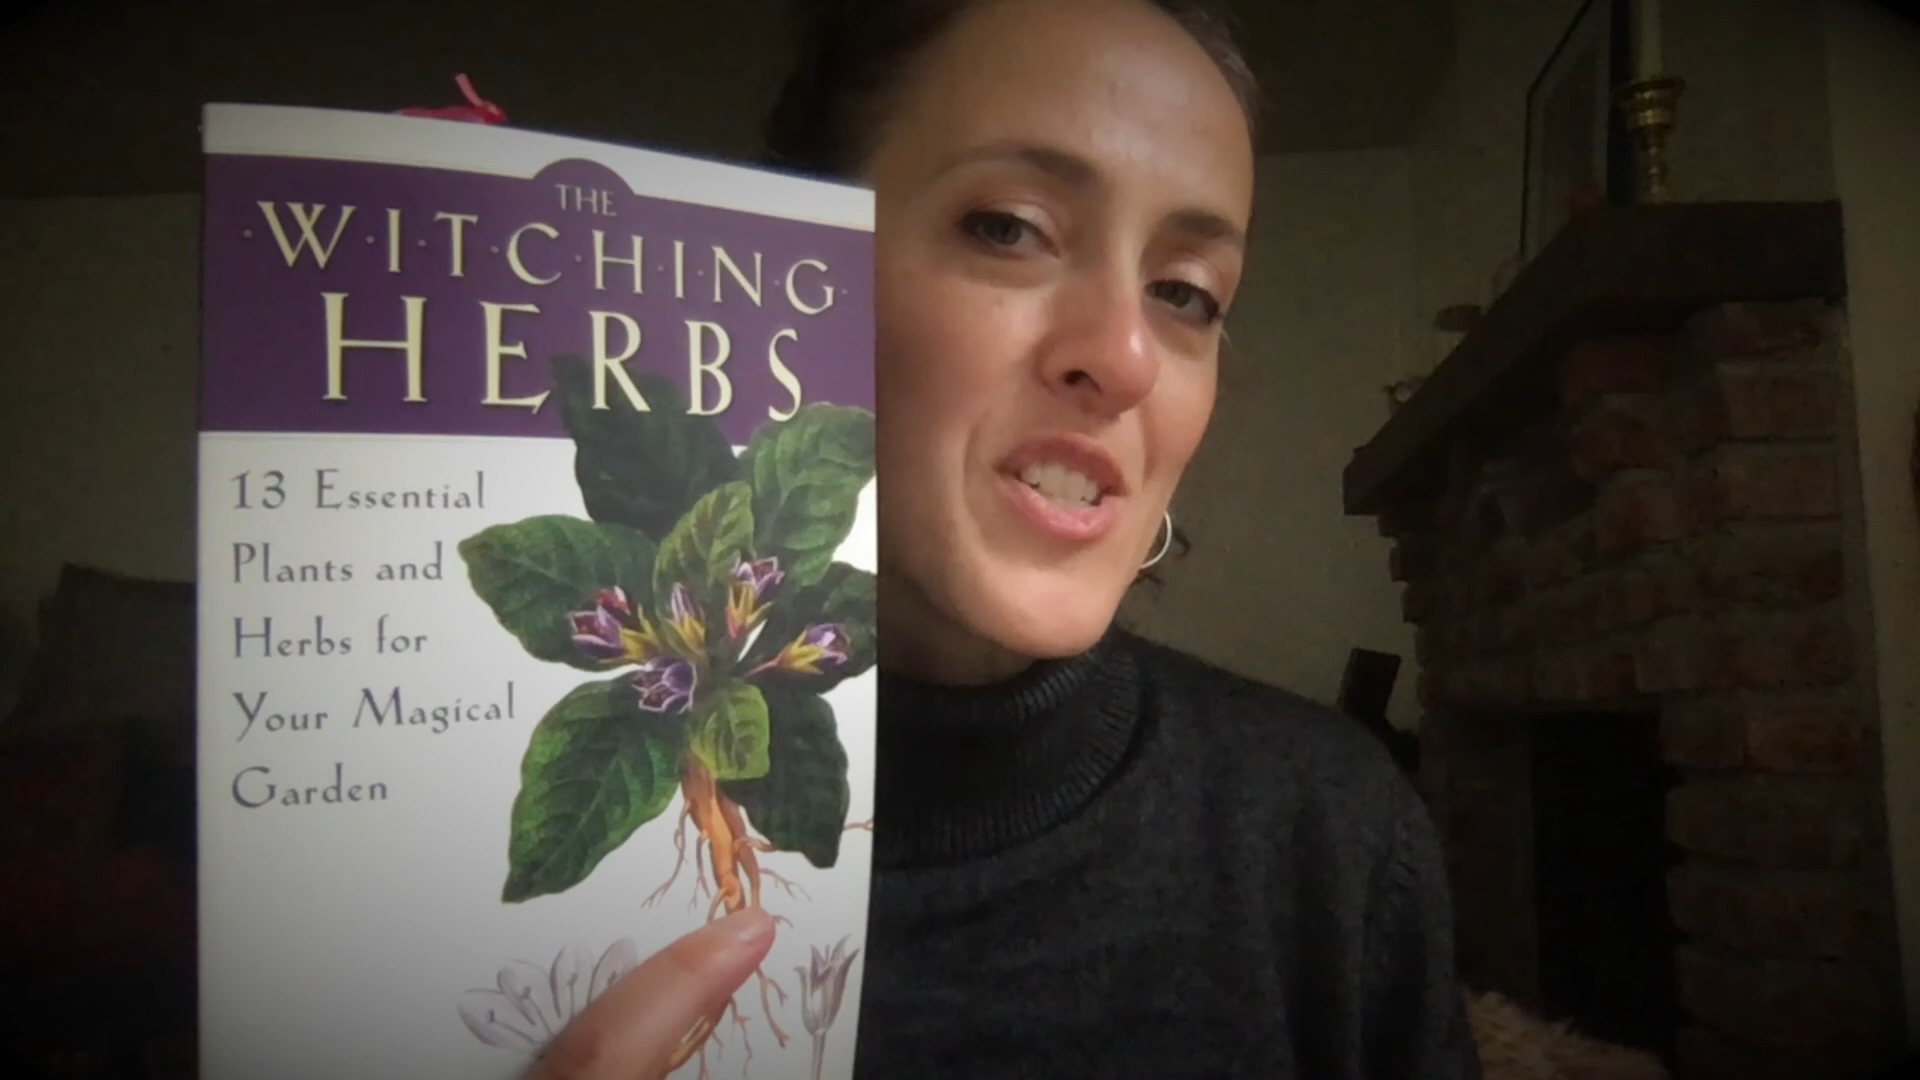 THE
W·I·T·C·H·I·N·G
HERBS
13 Essential
Plants and
Herbs for
Your Magical
Garden